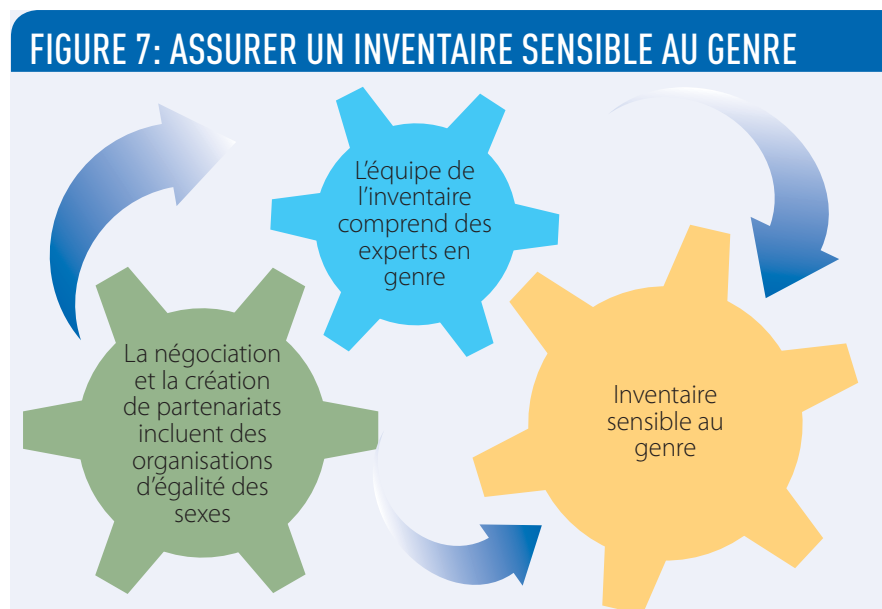 FIGURE 7: ASSURER UN INVENTAIRE SENSIBLE AU GENRE
L'équipe de
l'inventaire
comprend des
experts en
genre
La négociation
et la création
de partenariats
incluent des
organisations
d'égalité des
sexes
Inventaire
sensible au
genre